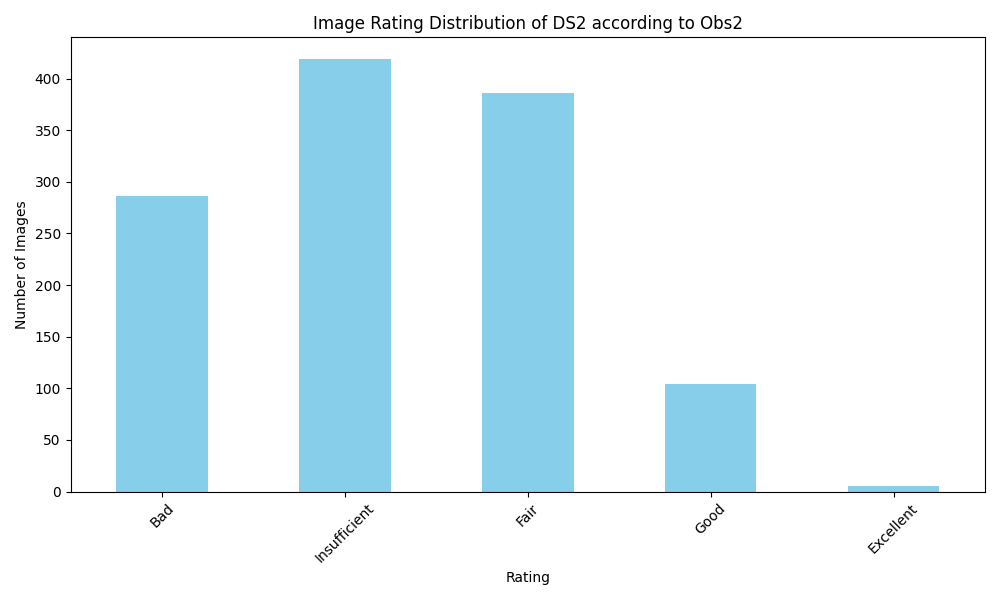 Image Rating Distribution of DS2 according to Obs2
Number of Images
400
350
300
250
200
150
100
50
0
Bad
Insufficient
Fair
Good
Excellent
Rating